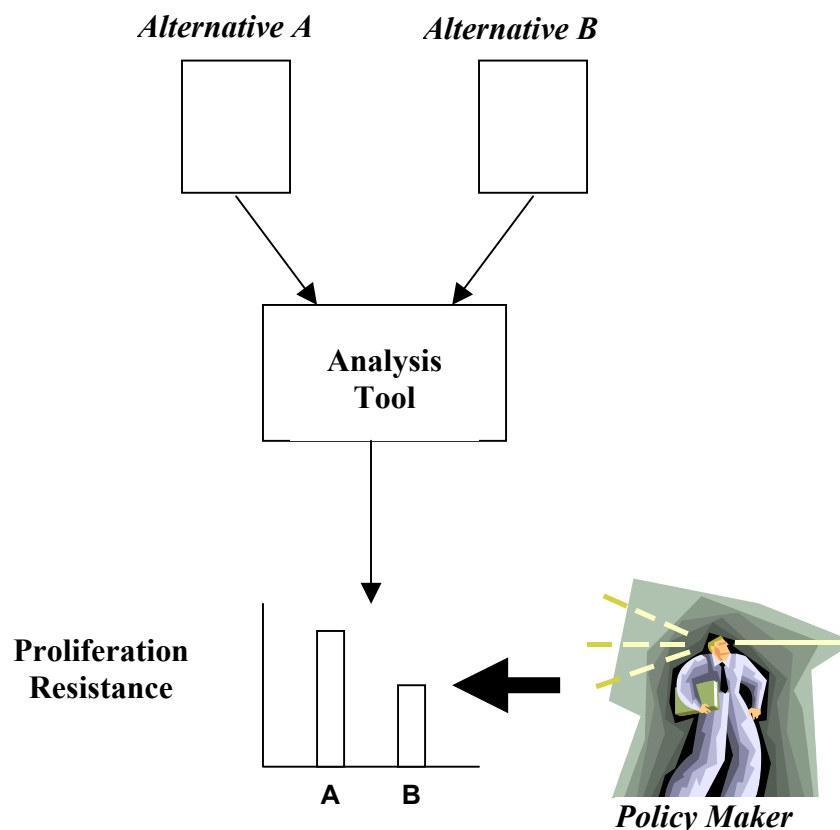 Alternative A
Alternative B
Analysis
Tool
Proliferation
Resistance
A
B
Policy Maker